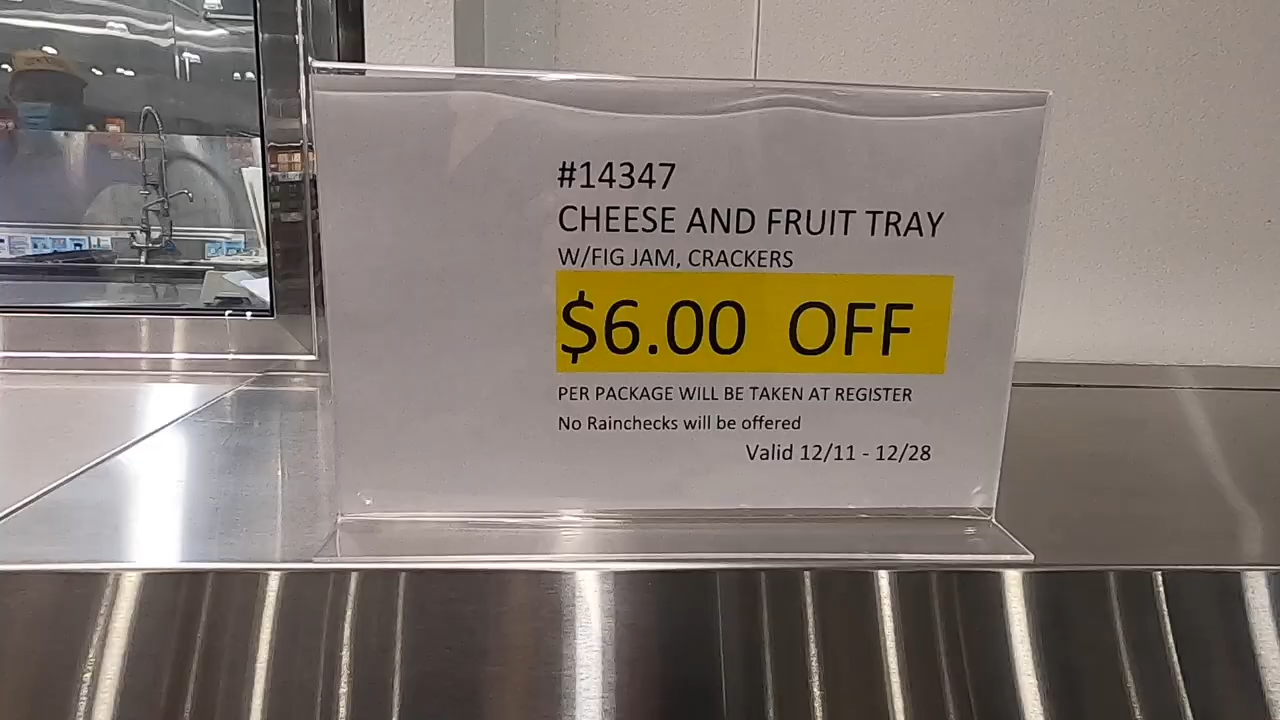 #14347
CHEESE AND FRUIT TRAY
W/FIG JAM, CRACKERS
$6.00 OFF
PER PACKAGE WILL BE TAKEN AT REGISTER
No Rainchecks will be offered
Valid 12/11 - 12/28